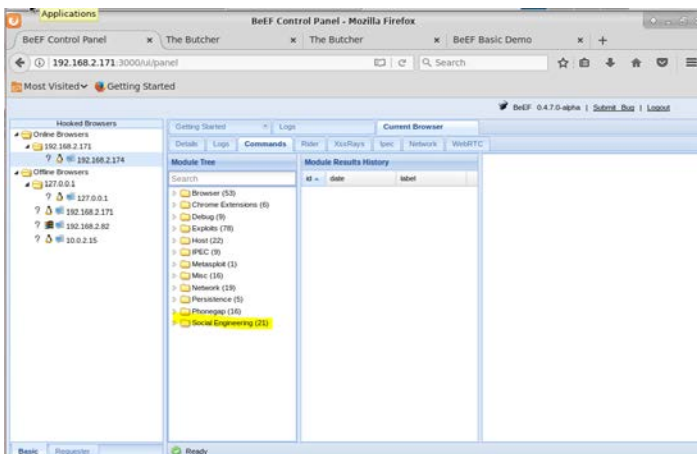 Applications
BeEF Control Panel - Mozilla Firefox
BeEF Control Panel × The Butcher × The Butcher × BeEF Basic Demo × +
192.168.2.171:3000/ui/panel Search
Most Visited Getting Started
BeEF 0.4.7.0-alpha | Submit Bug | Logout
Hooked Browsers
Online Browsers
192.168.2.171
? 192.168.2.174
Offline Browsers
127.0.0.1
? 127.0.0.1
? 192.168.2.171
? 192.168.2.82
? 10.0.2.15
Basic Requester
Getting Started × Logs Current Browser
Details Logs Commands Rider XssRays Ipec Network WebRTC
Module Tree
Search
Browser (53)
Chrome Extensions (6)
Debug (9)
Exploits (78)
Host (22)
IPEC (9)
Metasploit (1)
Misc (16)
Network (19)
Persistence (5)
Phonegap (16)
Social Engineering (21)
Module Results History
id date label
Ready